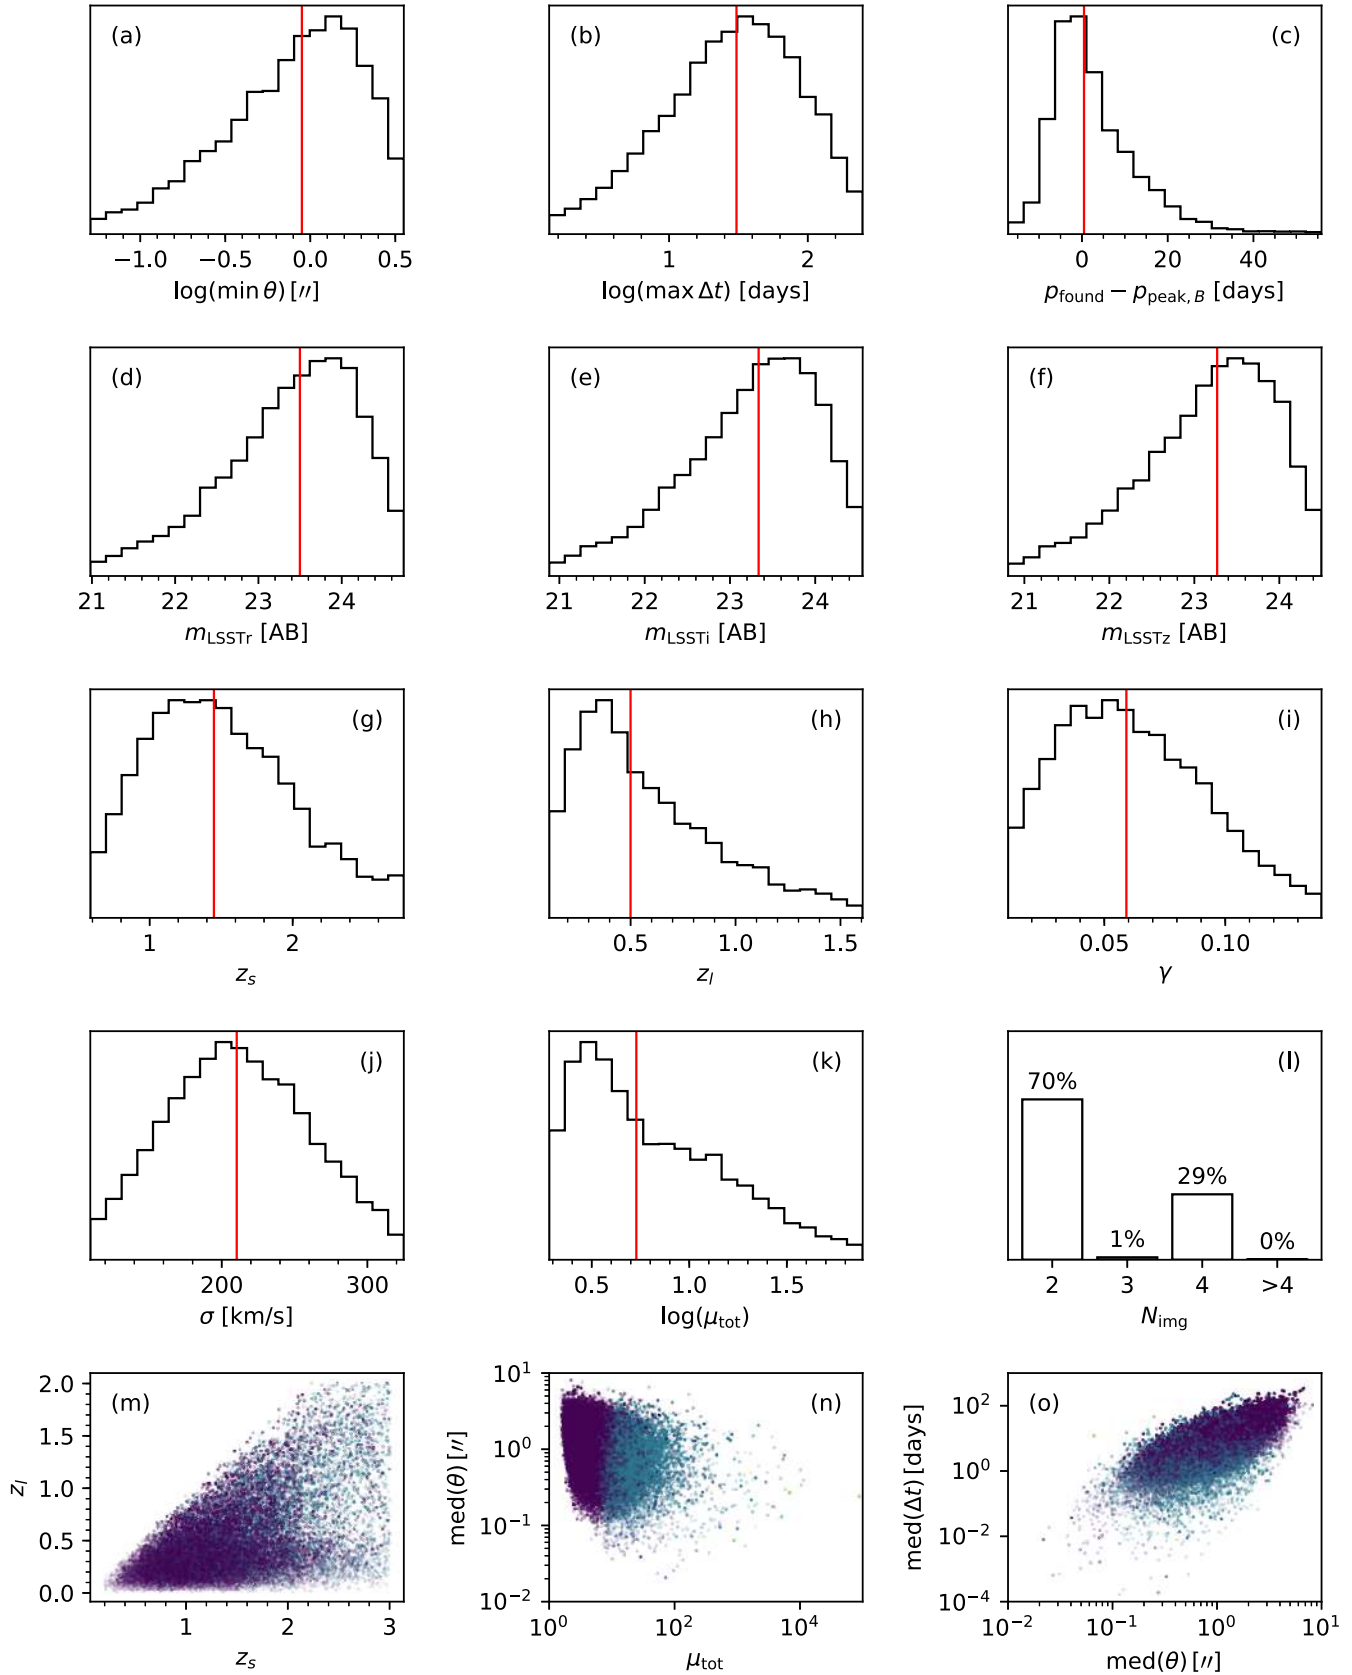 (a) (b) (c)
−1.0 −0.5 0.0 0.5 1 2 0 20 40
log(min θ) [″] log(max Δt) [days] p_found − p_peak, B [days]
(d) (e) (f)
21 22 23 24 21 22 23 24 21 22 23 24
m_LSSTr [AB] m_LSSTi [AB] m_LSSTz [AB]
(g) (h) (i)
1 2 0.5 1.0 1.5 0.05 0.10
z_s z_l γ
(j) (k) (l)
70%
29%
1% 0%
200 300 0.5 1.0 1.5 2 3 4 >4
σ [km/s] log(μ_tot) N_img
(m) (n) (o)
2.0
1.5
1.0
0.5
0.0
z_l
1 2 3
z_s
10^1
10^0
10^−1
10^−2
med(θ) [″]
10^0 10^2 10^4
μ_tot
10^2
10^0
10^−2
10^−4
med(Δt) [days]
10^−2 10^−1 10^0 10^1
med(θ) [″]